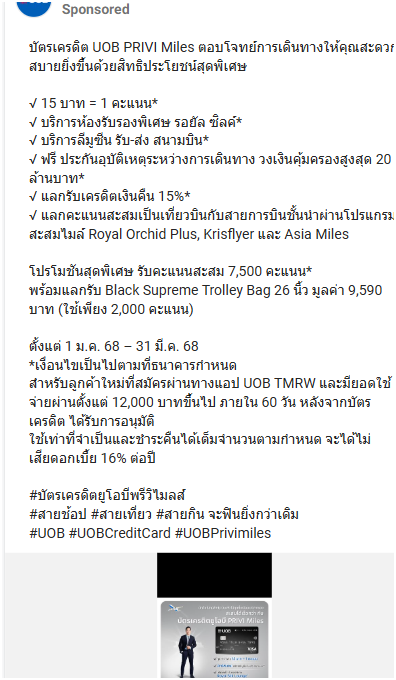 Sponsored
บัตรเครดิต UOB PRIVI Miles ตอบโจทย์การเดินทางให้คุณสะดวก
สบายยิ่งขึ้นด้วยสิทธิประโยชน์สุดพิเศษ
√ 15 บาท = 1 คะแนน*
√ บริการห้องรับรองพิเศษ รอยัล ซิลค์*
√ บริการลีมูซีน รับ-ส่ง สนามบิน*
√ ฟรี ประกันอุบัติเหตุระหว่างการเดินทาง วงเงินคุ้มครองสูงสุด 20
ล้านบาท*
√ แลกรับเครดิตเงินคืน 15%*
√ แลกคะแนนสะสมเป็นเที่ยวบินกับสายการบินชั้นนำผ่านโปรแกรม
สะสมไมล์ Royal Orchid Plus, Krisflyer และ Asia Miles
โปรโมชันสุดพิเศษ รับคะแนนสะสม 7,500 คะแนน*
พร้อมแลกรับ Black Supreme Trolley Bag 26 นิ้ว มูลค่า 9,590
บาท (ใช้เพียง 2,000 คะแนน)
ตั้งแต่ 1 ม.ค. 68 – 31 มี.ค. 68
*เงื่อนไขเป็นไปตามที่ธนาคารกำหนด
สำหรับลูกค้าใหม่ที่สมัครผ่านทางแอป UOB TMRW และมียอดใช้
จ่ายผ่านตั้งแต่ 12,000 บาทขึ้นไป ภายใน 60 วัน หลังจากบัตร
เครดิต ได้รับการอนุมัติ
ใช้เท่าที่จำเป็นและชำระคืนได้เต็มจำนวนตามกำหนด จะได้ไม่
เสียดอกเบี้ย 16% ต่อปี
#บัตรเครดิตยูโอบีพรีวิไมลส์
#สายช้อป #สายเที่ยว #สายกิน จะฟินยิ่งกว่าเดิม
#UOB #UOBCreditCard #UOBPrivimiles
บัตรเครดิตยูโอบี PRIVI Miles
UOB
VISA